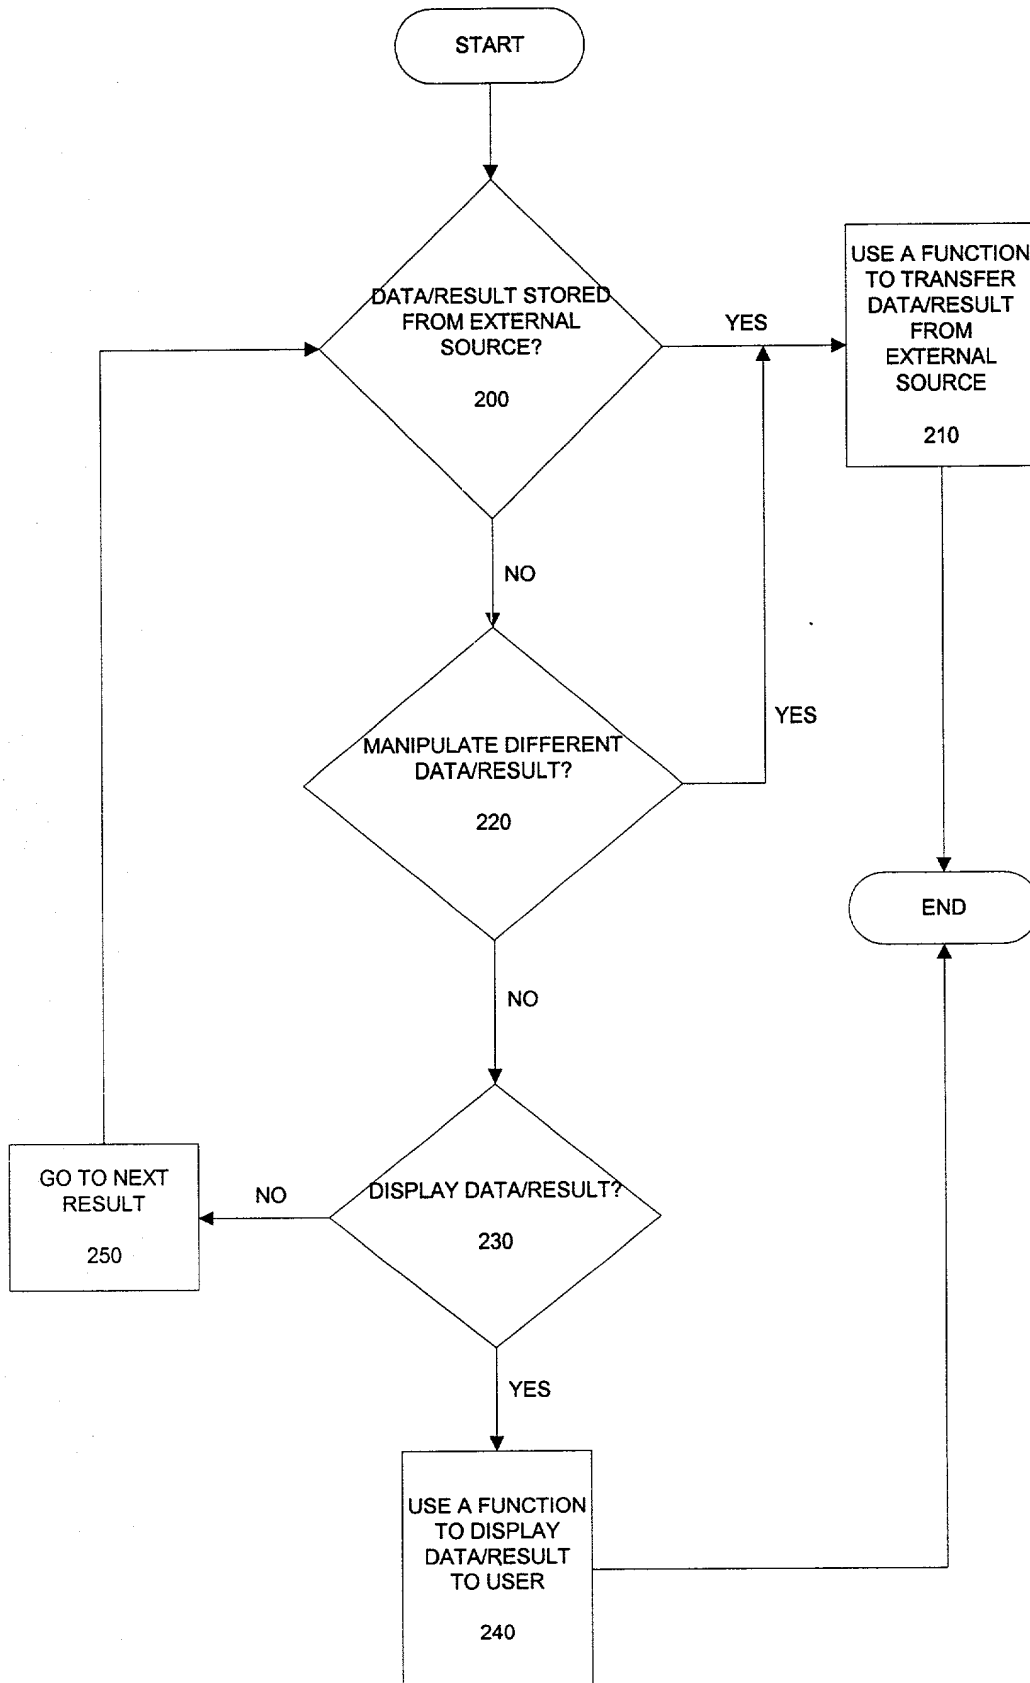 START
DATA/RESULT STORED
FROM EXTERNAL
SOURCE?
200
YES
USE A FUNCTION
TO TRANSFER
DATA/RESULT
FROM
EXTERNAL
SOURCE
210
NO
YES
MANIPULATE DIFFERENT
DATA/RESULT?
220
END
NO
DISPLAY DATA/RESULT?
230
NO
GO TO NEXT
RESULT
250
YES
USE A FUNCTION
TO DISPLAY
DATA/RESULT
TO USER
240